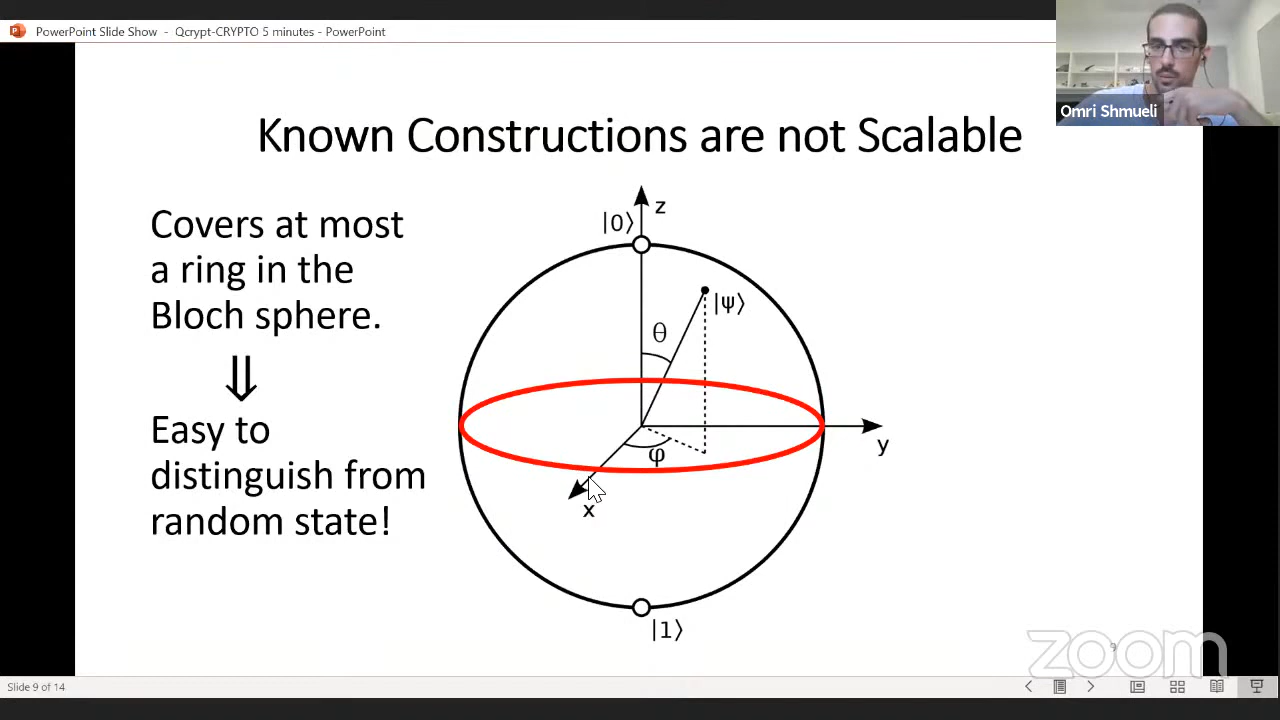 PowerPoint Slide Show - Qcrypt-CRYPTO 5 minutes - PowerPoint
Omri Shmueli
Known Constructions are not Scalable
Covers at most
a ring in the
Bloch sphere.
⇓
Easy to
distinguish from
random state!
z
|0⟩
|ψ⟩
θ
φ
y
x
|1⟩
9
zoom
Slide 9 of 14